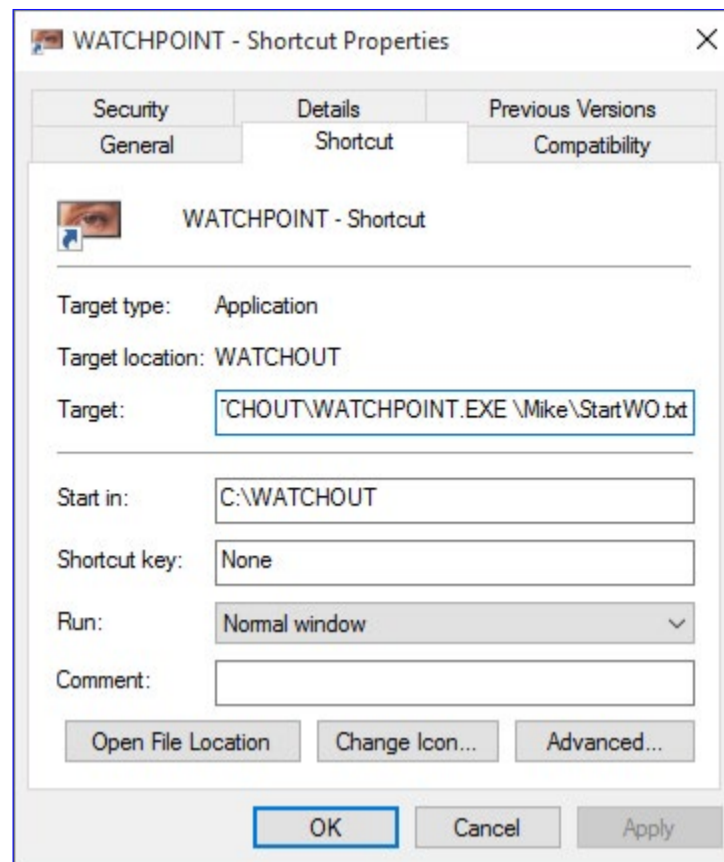 WATCHPOINT - Shortcut Properties
Security Details Previous Versions
General Shortcut Compatibility
WATCHPOINT - Shortcut
Target type: Application
Target location: WATCHOUT
Target: TCHOUT\WATCHPOINT.EXE \Mike\StartWO.txt
Start in: C:\WATCHOUT
Shortcut key: None
Run: Normal window
Comment:
Open File Location Change Icon... Advanced...
OK Cancel Apply